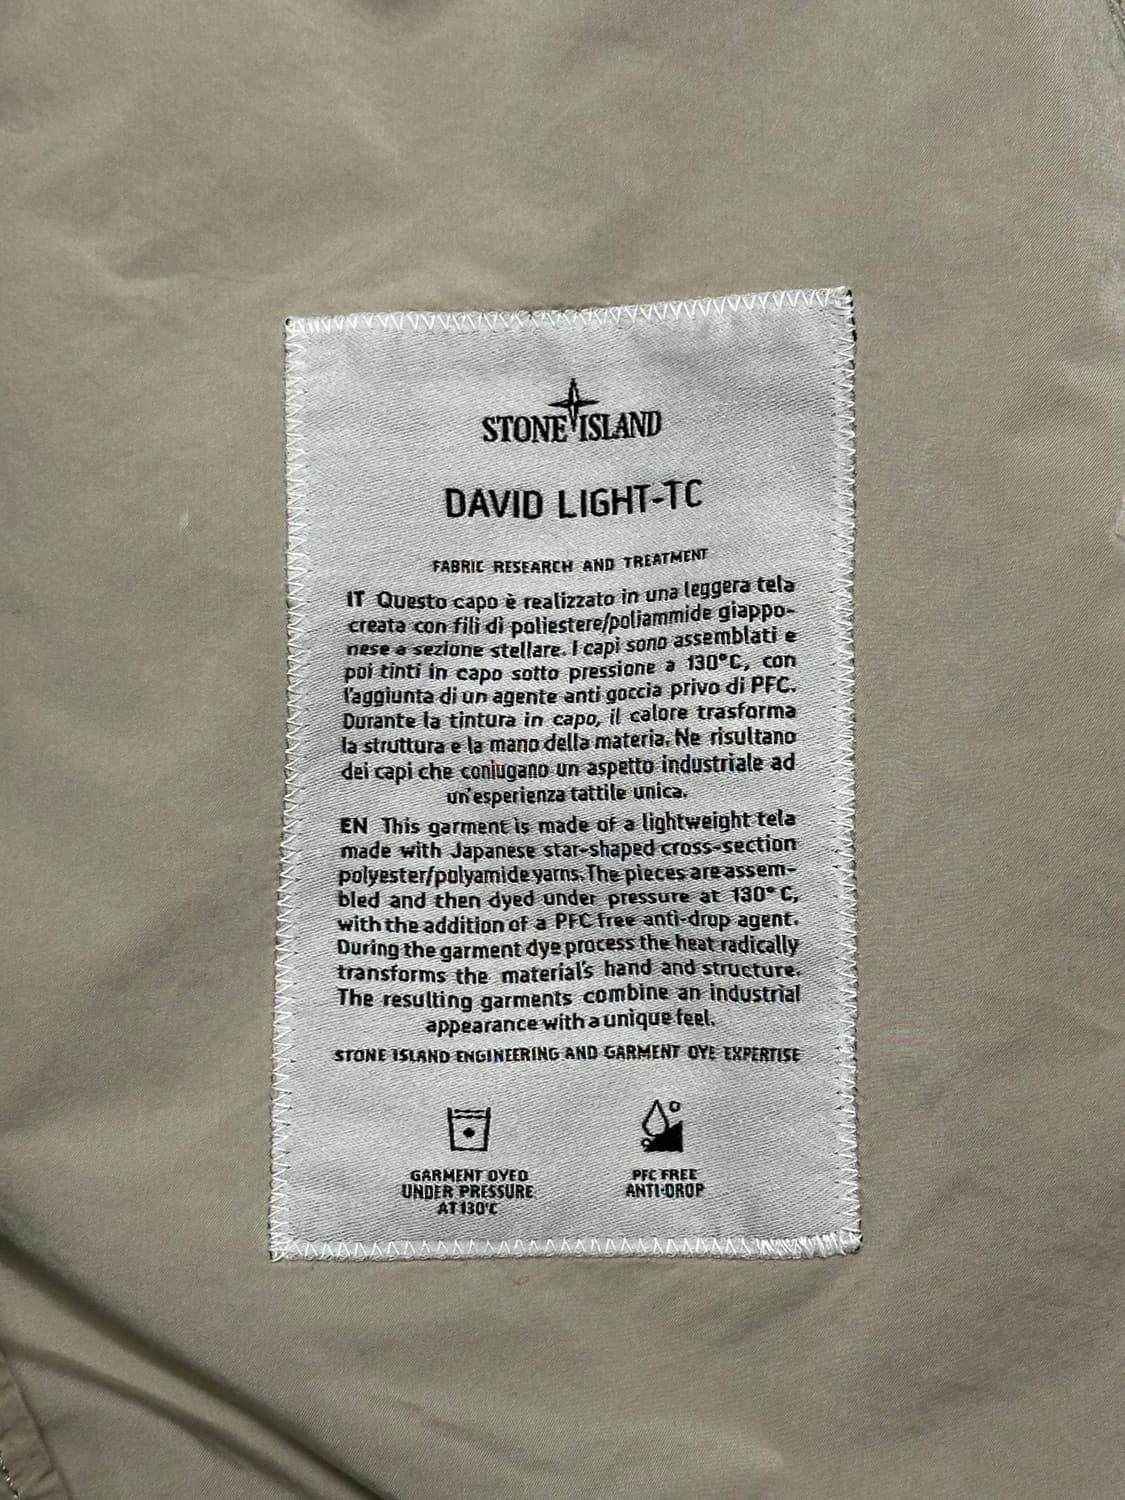 STONE ISLAND
DAVID LIGHT-TC
FABRIC RESEARCH AND TREATMENT
IT Questo capo è realizzato in una leggera tela
creata con fili di poliestere/poliammide giappo-
nese a sezione stellare. I capi sono assemblati e
poi tinti in capo sotto pressione a 130°C, con
l'aggiunta di un agente anti goccia privo di PFC.
Durante la tintura in capo, il calore trasforma
la struttura e la mano della materia. Ne risultano
dei capi che coniugano un aspetto industriale ad
un'esperienza tattile unica.
EN This garment is made of a lightweight tela
made with Japanese star-shaped cross-section
polyester/polyamide yarns. The pieces are assem-
bled and then dyed under pressure at 130°C,
with the addition of a PFC free anti-drop agent.
During the garment dye process the heat radically
transforms the material's hand and structure.
The resulting garments combine an industrial
appearance with a unique feel.
STONE ISLAND ENGINEERING AND GARMENT DYE EXPERTISE
GARMENT DYED
UNDER PRESSURE
AT 130°C
PFC FREE
ANTI-DROP